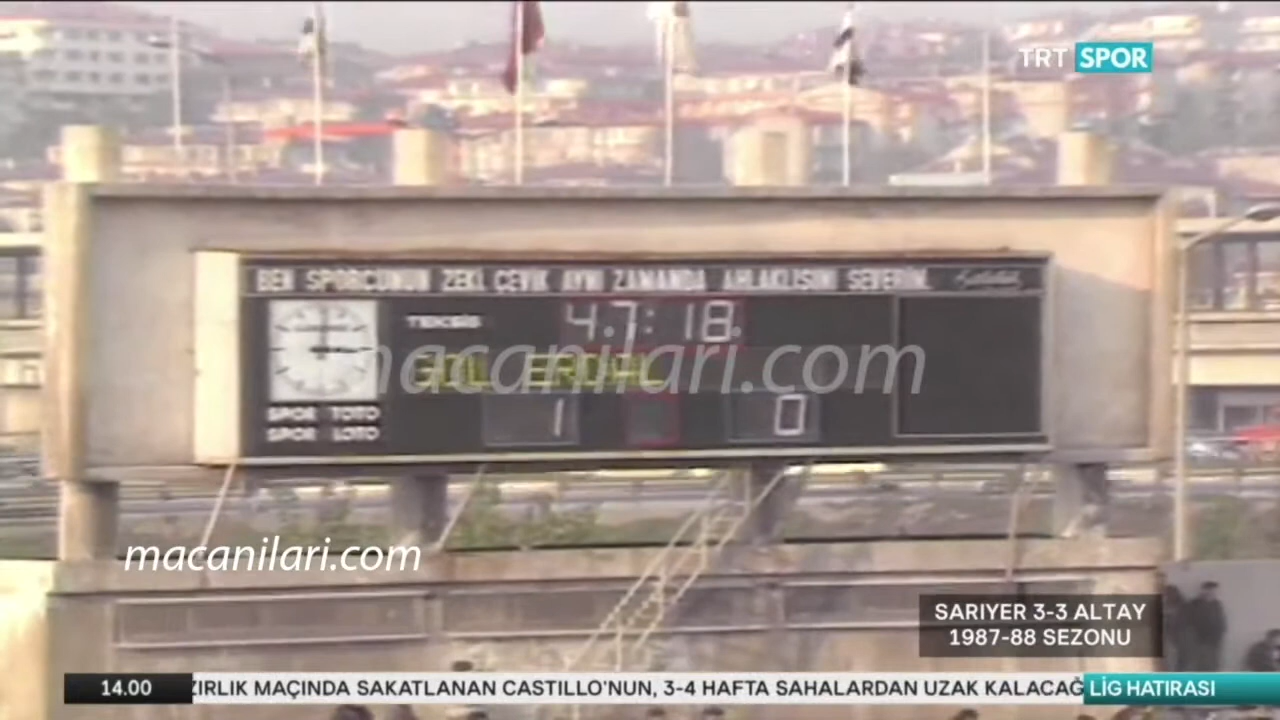 TRT SPOR
BEN SPORCUNUN ZEKİ, ÇEVİK AYNI ZAMANDA AHLAKLISINI SEVERİM.
TEKSİS
47:18
GOL
1 0
SPOR TOTO
SPOR LOTO
macanilari.com
macanilari.com
SARIYER 3-3 ALTAY
1987-88 SEZONU
14.00 ZIRLIK MAÇINDA SAKATLANAN CASTILLO'NUN, 3-4 HAFTA SAHALARDAN UZAK KALACAĞ LİG HATIRASI